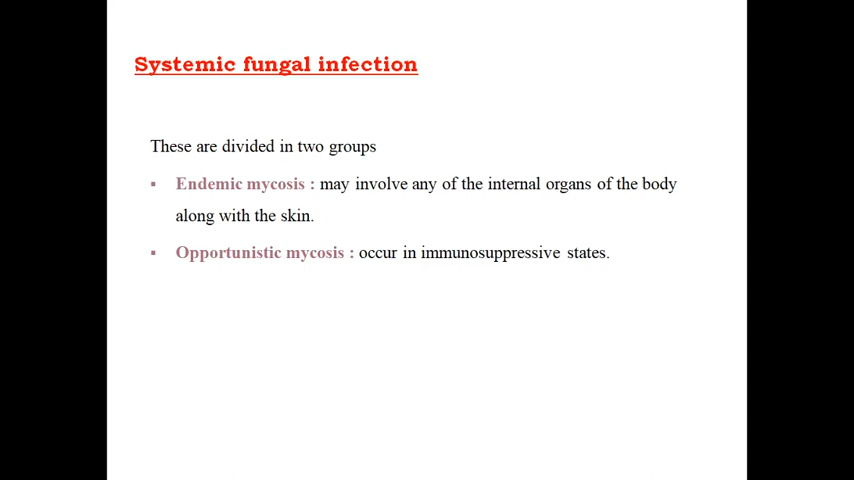 Systemic fungal infection
These are divided in two groups
▪ Endemic mycosis : may involve any of the internal organs of the body
along with the skin.
▪ Opportunistic mycosis : occur in immunosuppressive states.